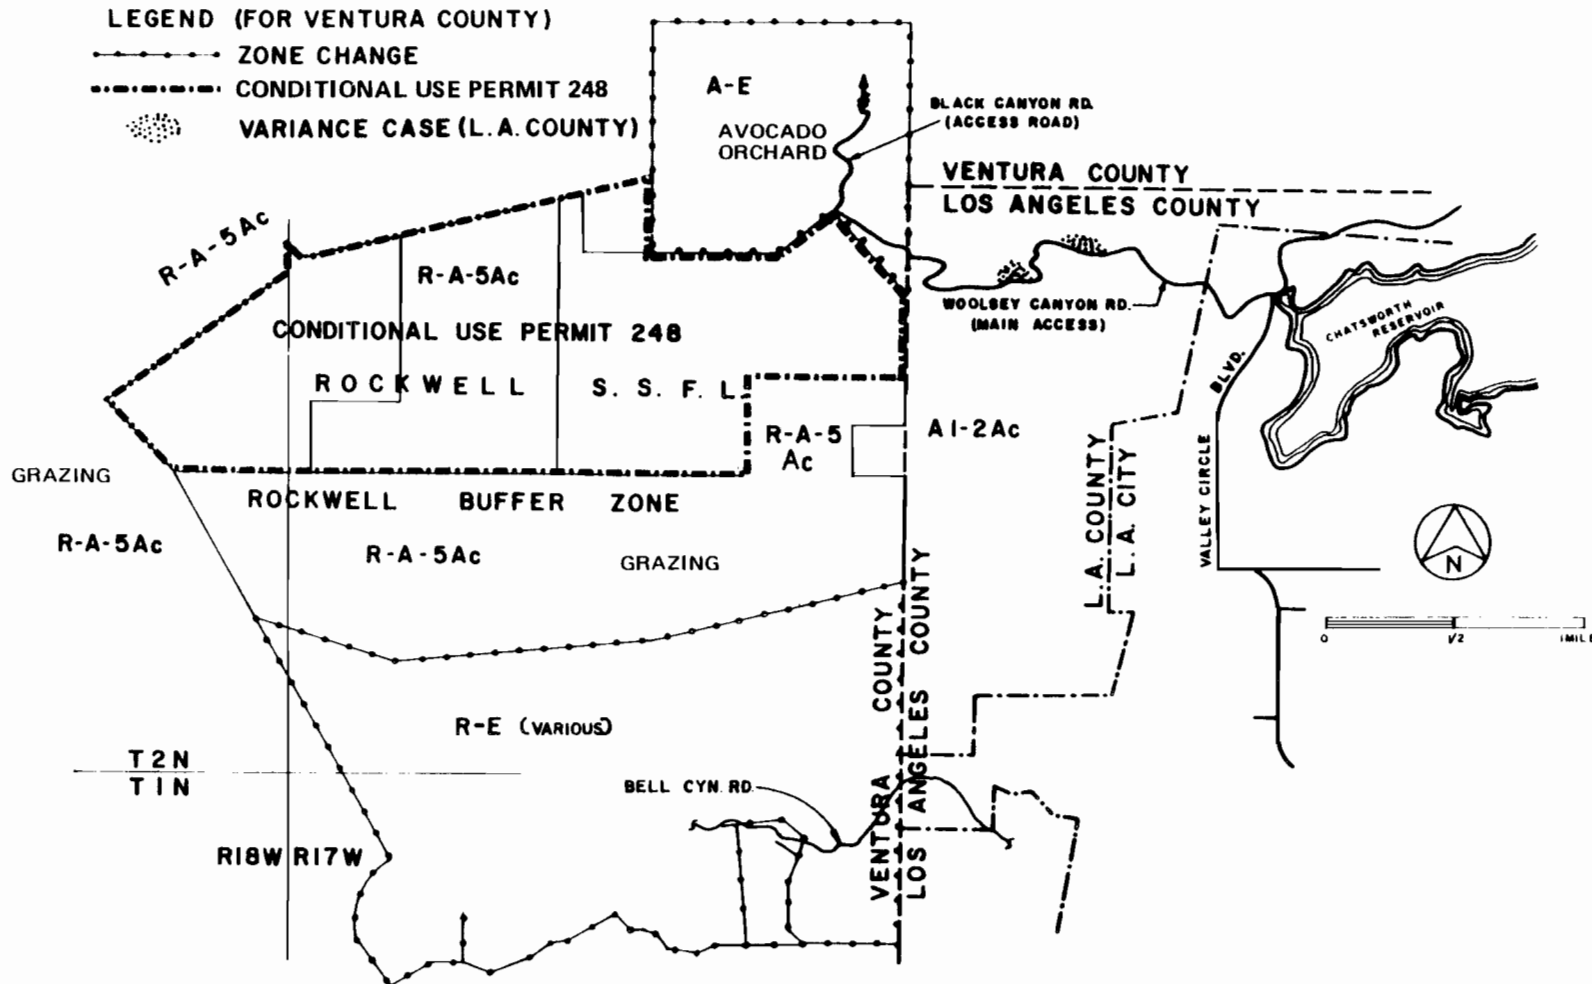 LEGEND (FOR VENTURA COUNTY)
ZONE CHANGE
CONDITIONAL USE PERMIT 248
VARIANCE CASE (L.A. COUNTY)
A-E
AVOCADO
ORCHARD
BLACK CANYON RD.
(ACCESS ROAD)
VENTURA COUNTY
LOS ANGELES COUNTY
R-A-5Ac
R-A-5Ac
CONDITIONAL USE PERMIT 248
ROCKWELL S. S. F. L.
WOOLSEY CANYON RD.
(MAIN ACCESS)
CHATSWORTH
RESERVOIR
VALLEY CIRCLE BLVD.
R-A-5
Ac
A1-2Ac
L.A. COUNTY
L.A. CITY
GRAZING
ROCKWELL BUFFER ZONE
R-A-5Ac
R-A-5Ac
GRAZING
N
0 1/2 1MILE
VENTURA COUNTY
LOS ANGELES COUNTY
R-E (VARIOUS)
T2N
T1N
BELL CYN. RD.
R18W R17W